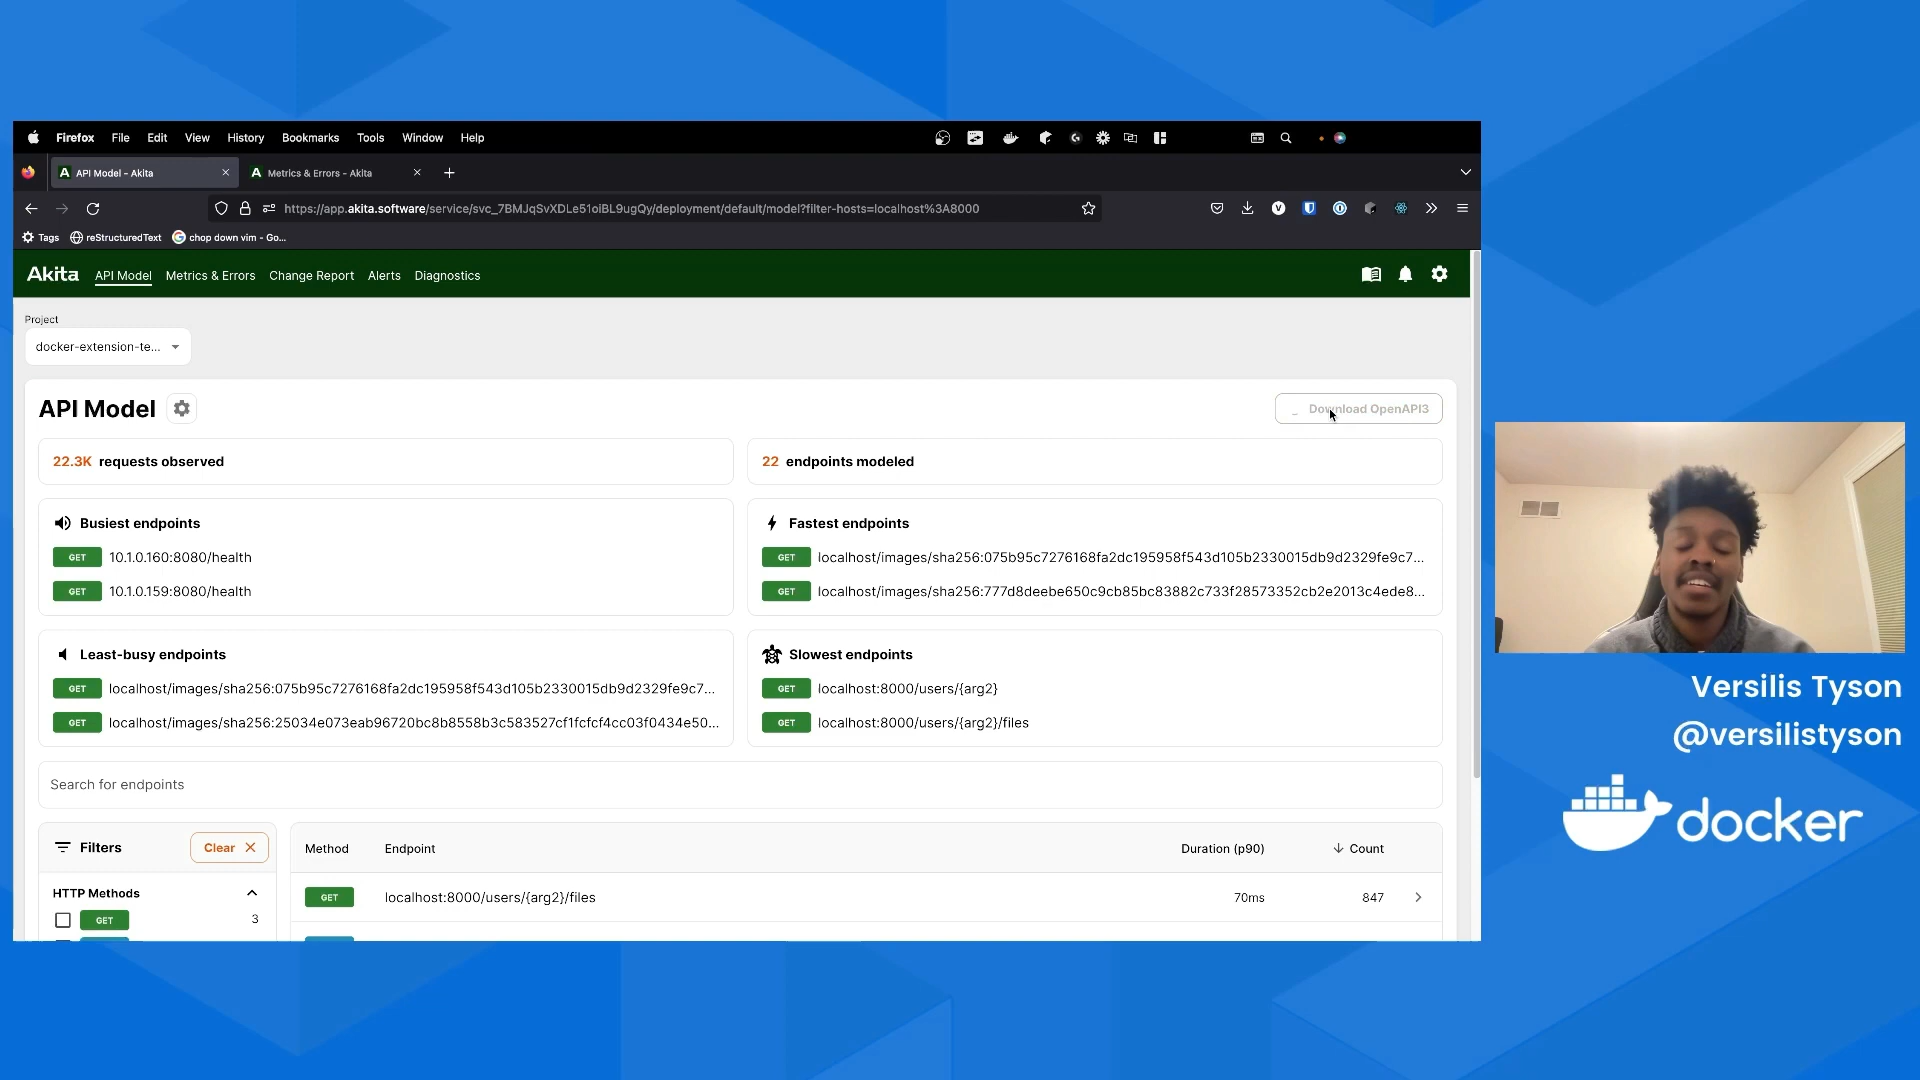 Firefox File Edit View History Bookmarks Tools Window Help
API Model - Akita
Metrics & Errors - Akita
https://app.akita.software/service/svc_7BMJqSvXDLe51oiBL9ugQy/deployment/default/model?filter-hosts=localhost%3A8000
Tags reStructuredText chop down vim - Go...
Akita API Model Metrics & Errors Change Report Alerts Diagnostics
Project
docker-extension-te...
API Model
Download OpenAPI3
22.3K requests observed
22 endpoints modeled
Busiest endpoints
GET 10.1.0.160:8080/health
GET 10.1.0.159:8080/health
Fastest endpoints
GET localhost/images/sha256:075b95c7276168fa2dc195958f543d105b2330015db9d2329fe9c7...
GET localhost/images/sha256:777d8deebe650c9cb85bc83882c733f28573352cb2e2013c4ede8...
Least-busy endpoints
GET localhost/images/sha256:075b95c7276168fa2dc195958f543d105b2330015db9d2329fe9c7...
GET localhost/images/sha256:25034e073eab96720bc8b8558b3c583527cf1fcfcf4cc03f0434e50...
Slowest endpoints
GET localhost:8000/users/{arg2}
GET localhost:8000/users/{arg2}/files
Search for endpoints
Filters Clear
HTTP Methods
GET 3
Method Endpoint Duration (p90) Count
GET localhost:8000/users/{arg2}/files 70ms 847
Versilis Tyson
@versilistyson
docker